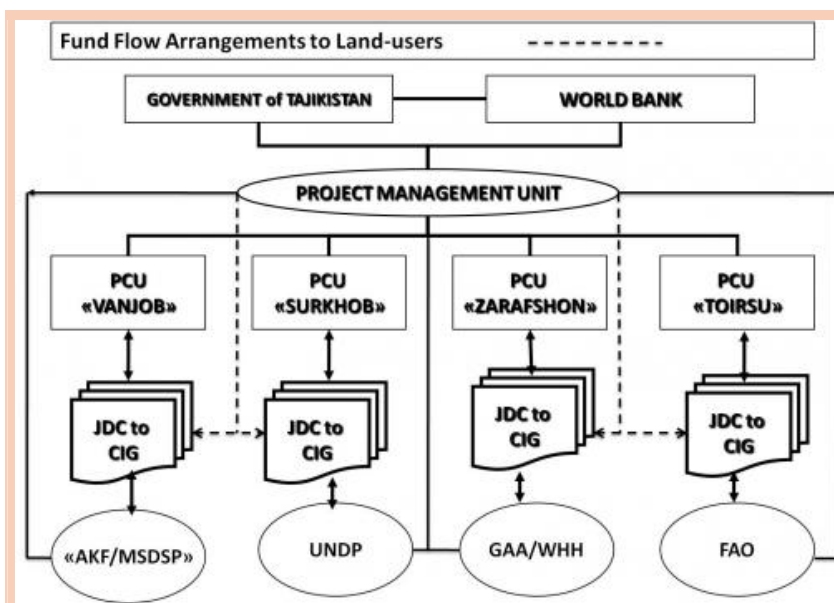 Fund Flow Arrangements to Land-users
GOVERNMENT of TAJIKISTAN
WORLD BANK
PROJECT MANAGEMENT UNIT
PCU
«VANJOB»
PCU
«SURKHOB»
PCU
«ZARAFSHON»
PCU
«TOIRSU»
JDC to
CIG
JDC to
CIG
JDC to
CIG
JDC to
CIG
«AKF/MSDSP»
UNDP
GAA/WHH
FAO